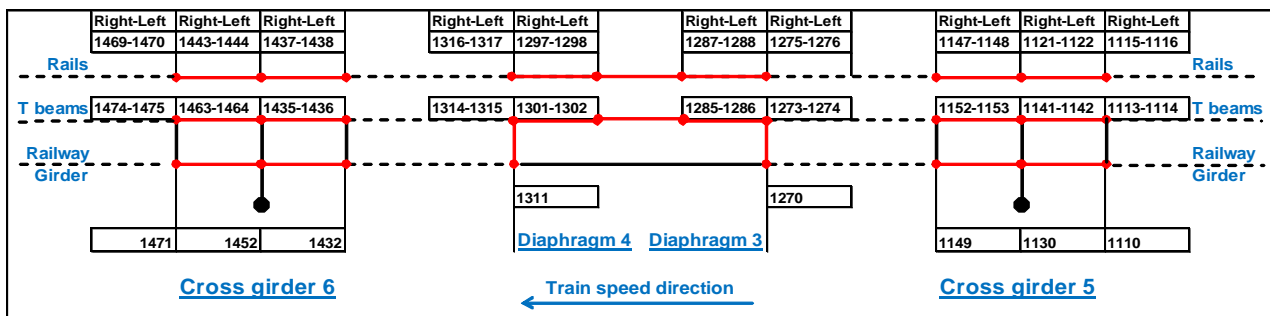 Right-Left Right-Left Right-Left Right-Left Right-Left Right-Left Right-Left Right-Left Right-Left Right-Left
1469-1470 1443-1444 1437-1438 1316-1317 1297-1298 1287-1288 1275-1276 1147-1148 1121-1122 1115-1116
Rails Rails
T beams 1474-1475 1463-1464 1435-1436 1314-1315 1301-1302 1285-1286 1273-1274 1152-1153 1141-1142 1113-1114 T beams
Railway Railway
Girder Girder
1311 1270
1471 1452 1432 Diaphragm 4 Diaphragm 3 1149 1130 1110
Cross girder 6 Train speed direction Cross girder 5